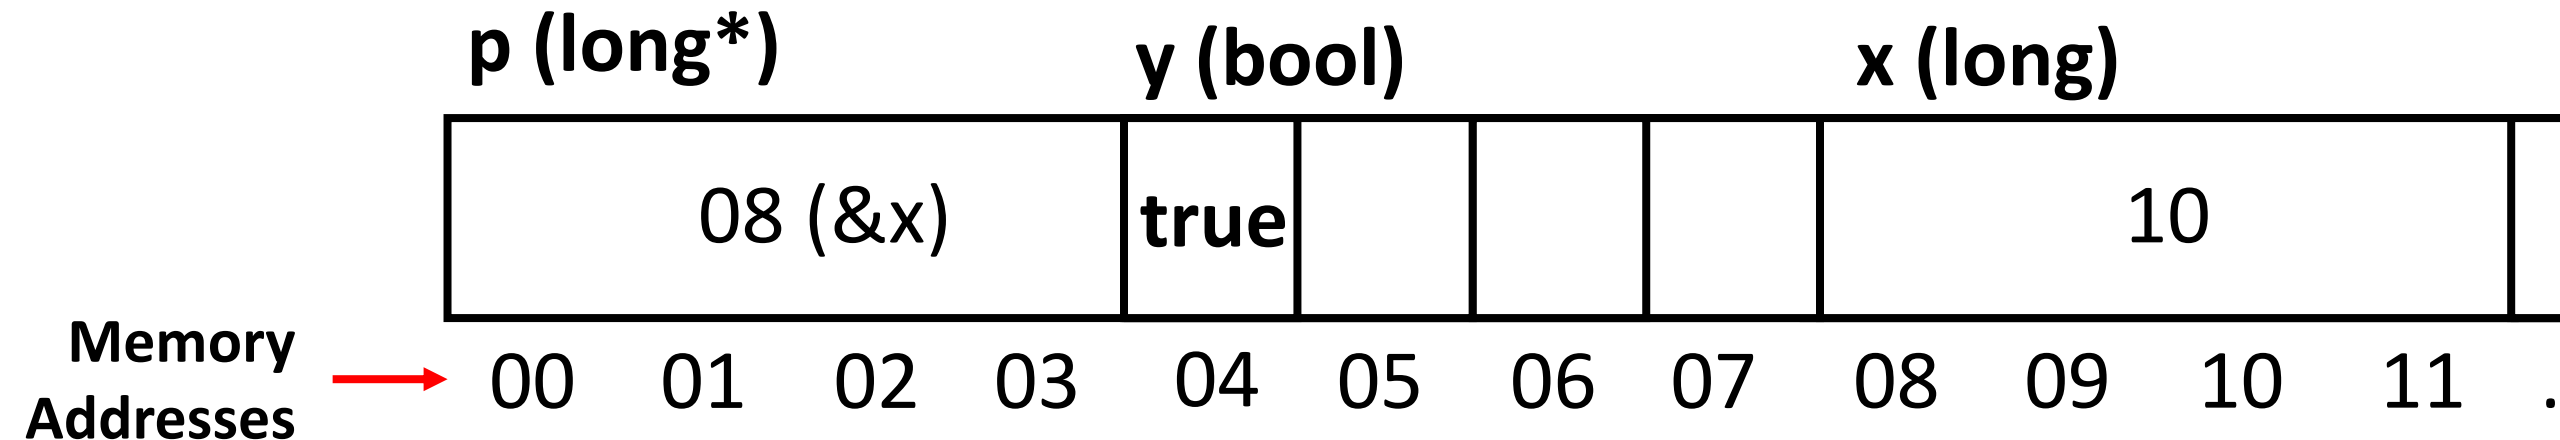 p (long*) y (bool) x (long)
08 (&x) true 10
Memory
Addresses
00 01 02 03 04 05 06 07 08 09 10 11 .